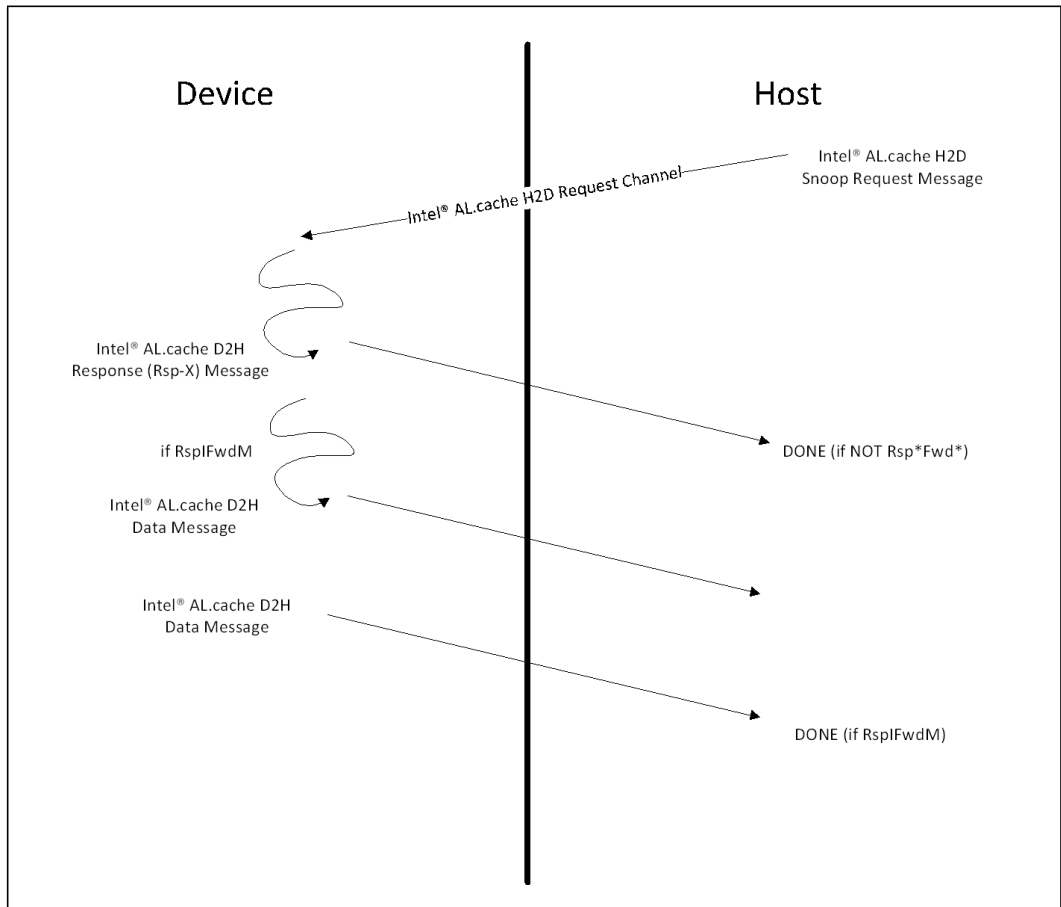 Device
Host
Intel® AL.cache H2D
Snoop Request Message
Intel® AL.cache H2D Request Channel
Intel® AL.cache D2H
Response (Rsp-X) Message
if RspIFwdM
DONE (if NOT Rsp*Fwd*)
Intel® AL.cache D2H
Data Message
Intel® AL.cache D2H
Data Message
DONE (if RspIFwdM)